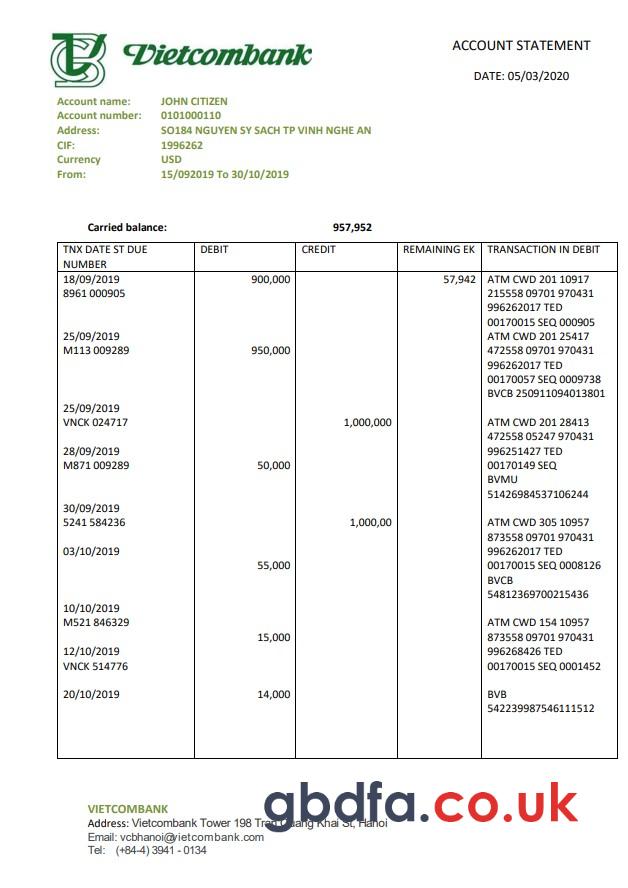 Vietcombank
ACCOUNT STATEMENT
DATE: 05/03/2020
Account name: JOHN CITIZEN
Account number: 0101000110
Address: SO184 NGUYEN SY SACH TP VINH NGHE AN
CIF: 1996262
Currency USD
From: 15/092019 To 30/10/2019
Carried balance: 957,952
TNX DATE ST DUE NUMBER DEBIT CREDIT REMAINING EK TRANSACTION IN DEBIT
18/09/2019 900,000 57,942 ATM CWD 201 10917
8961 000905 215558 09701 970431
996262017 TED
00170015 SEQ 000905
25/09/2019 ATM CWD 201 25417
M113 009289 950,000 472558 09701 970431
996262017 TED
00170057 SEQ 0009738
BVCB 250911094013801
25/09/2019
VNCK 024717 1,000,000 ATM CWD 201 28413
472558 05247 970431
28/09/2019 996251427 TED
M871 009289 50,000 00170149 SEQ
BVMU
51426984537106244
30/09/2019
5241 584236 1,000,00 ATM CWD 305 10957
873558 09701 970431
03/10/2019 996262017 TED
55,000 00170015 SEQ 0008126
BVCB
54812369700215436
10/10/2019
M521 846329 ATM CWD 154 10957
15,000 873558 09701 970431
12/10/2019 996268426 TED
VNCK 514776 00170015 SEQ 0001452
20/10/2019 14,000 BVB
542239987546111512
gbdfa.co.uk
VIETCOMBANK
Address: Vietcombank Tower 198 Tran Quang Khai St, Hanoi
Email: vcbhanoi@vietcombank.com
Tel: (+84-4) 3941 - 0134